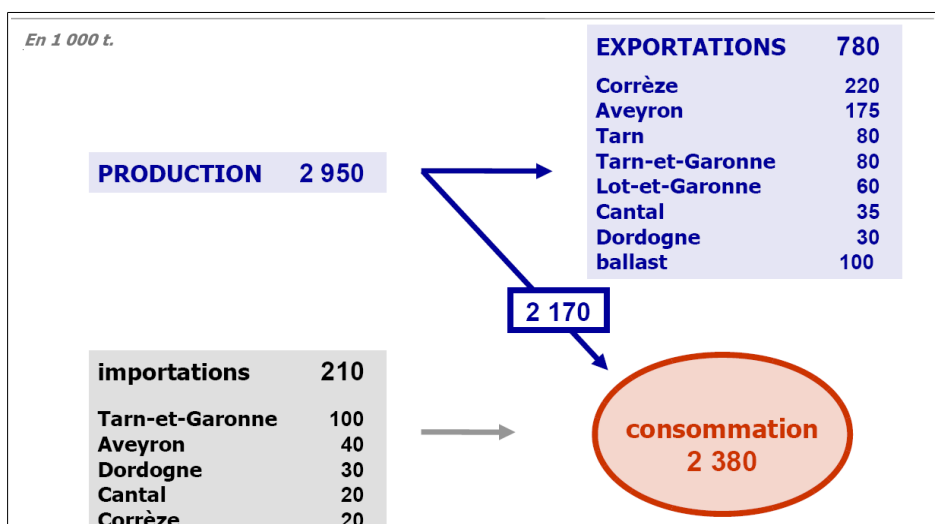 En 1 000 t.
EXPORTATIONS 780
Corrèze 220
Aveyron 175
Tarn 80
Tarn-et-Garonne 80
Lot-et-Garonne 60
Cantal 35
Dordogne 30
ballast 100
PRODUCTION 2 950
2 170
importations 210
Tarn-et-Garonne 100
Aveyron 40
Dordogne 30
Cantal 20
Corrèze 20
consommation
2 380